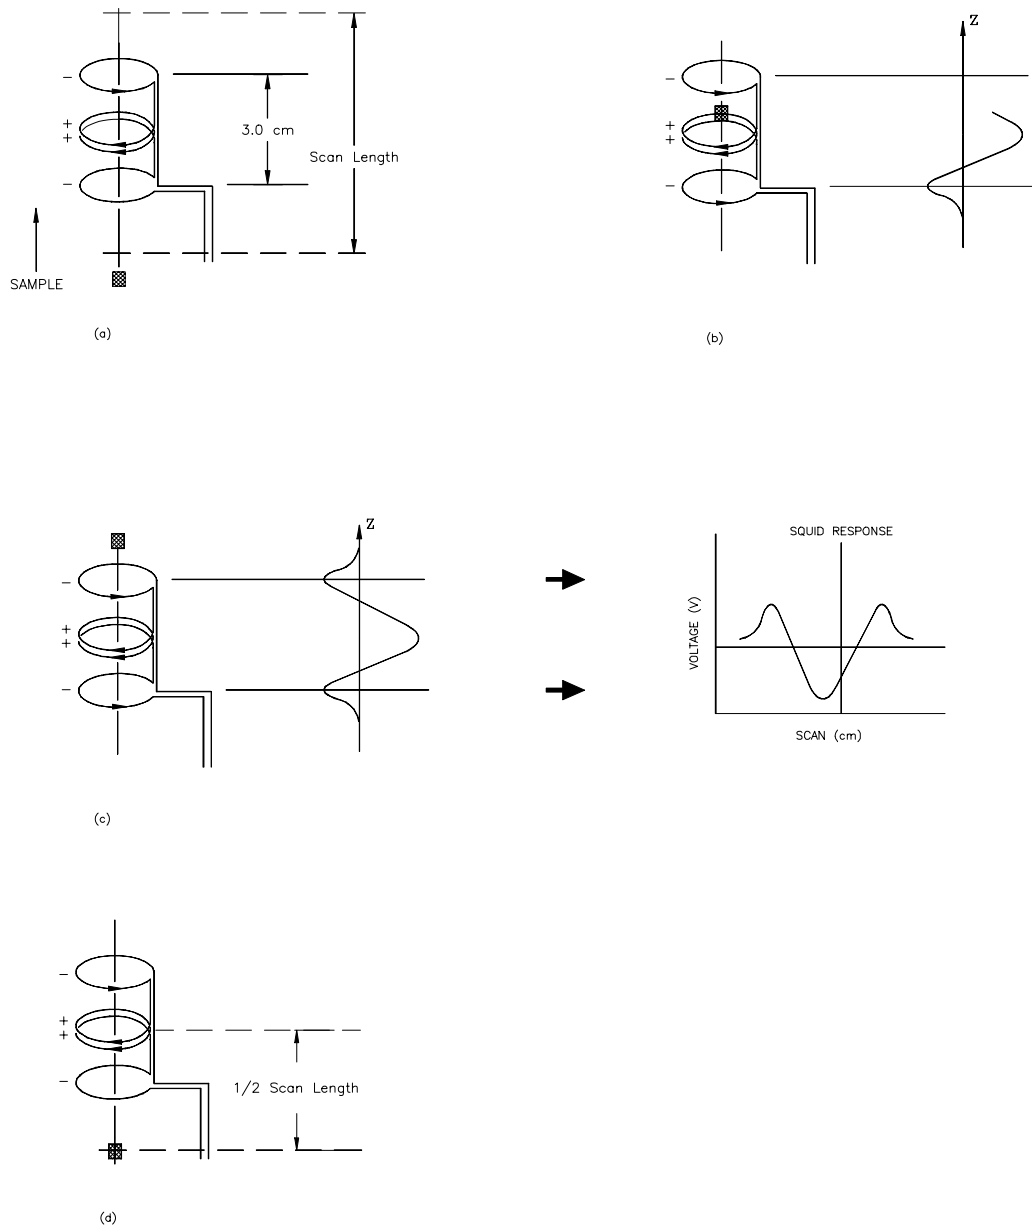 −
+
+
−
3.0 cm
Scan Length
SAMPLE
(a)
Z
−
+
+
−
(b)
Z
−
+
+
−
(c)
SQUID RESPONSE
VOLTAGE (V)
SCAN (cm)
−
+
+
−
1/2 Scan Length
(d)